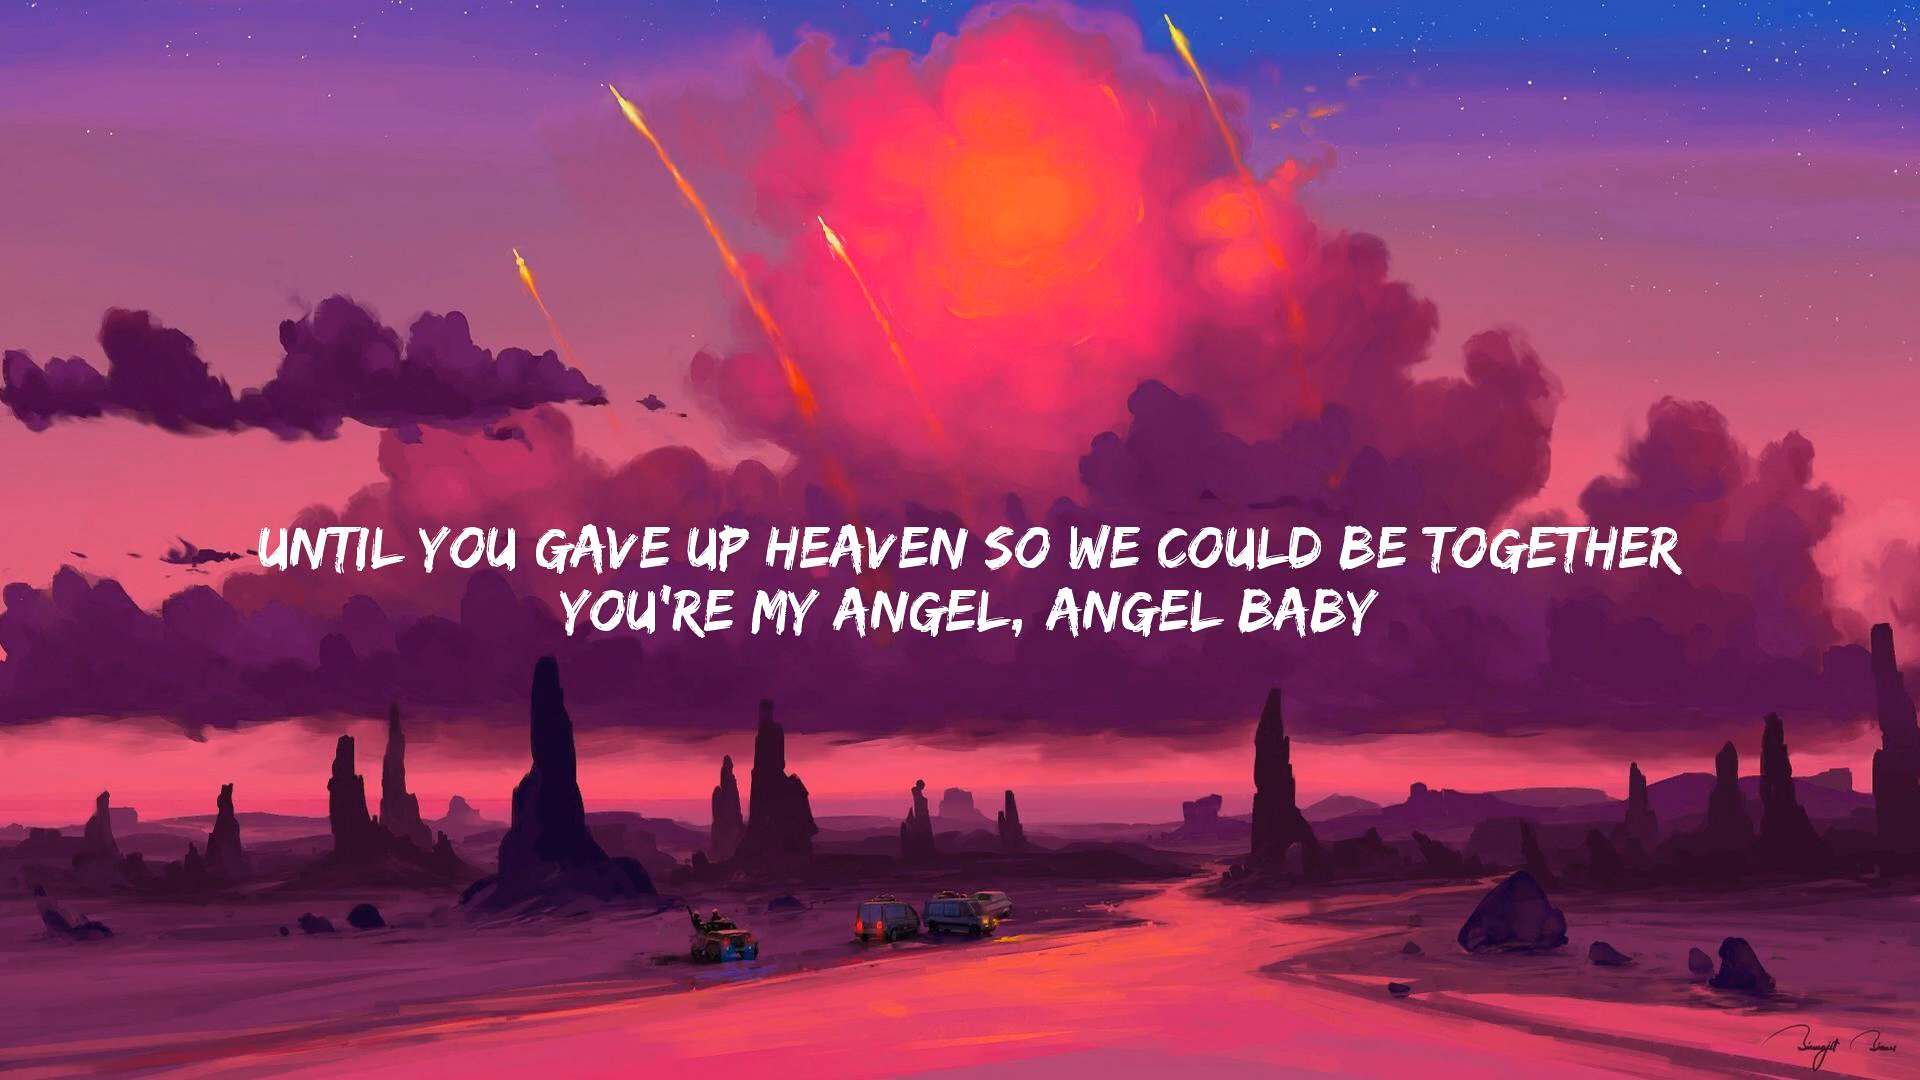 UNTIL YOU GAVE UP HEAVEN SO WE COULD BE TOGETHER
YOU'RE MY ANGEL, ANGEL BABY